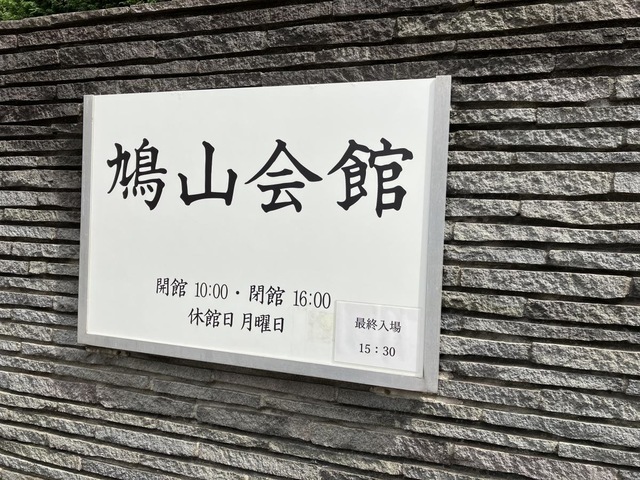 鳩山会館
開館 10:00・閉館 16:00
休館日 月曜日
最終入場
15：30